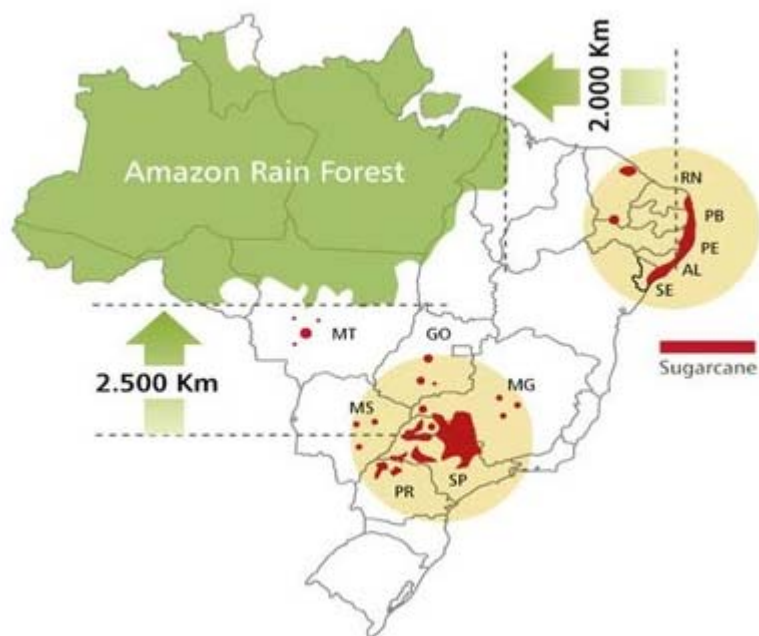 2.000 Km
Amazon Rain Forest
RN
PB
PE
AL
SE
MT
GO
2.500 Km
MG
Sugarcane
MS
SP
PR